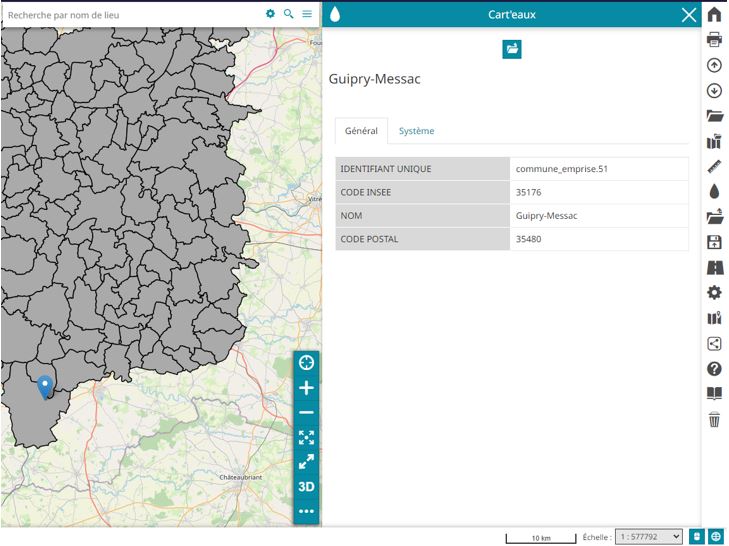 Recherche par nom de lieu
Cart'eaux
Guipry-Messac
Général
Système
IDENTIFIANT UNIQUE commune_emprise.51
CODE INSEE 35176
NOM Guipry-Messac
CODE POSTAL 35480
Foug
Vitré
Châteaubriant
3D
10 km
Échelle :
1 : 577792